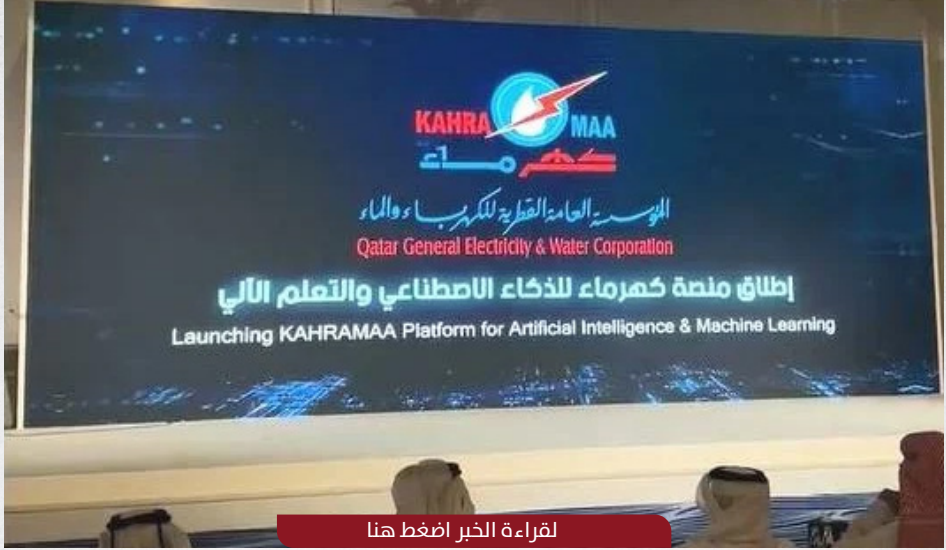 KAHRA MAA
كهرماء
المؤسسة العامة القطرية للكهرباء والماء
Qatar General Electricity & Water Corporation
إطلاق منصة كهرماء للذكاء الاصطناعي والتعلم الآلي
Launching KAHRAMAA Platform for Artificial Intelligence & Machine Learning
لقراءة الخبر اضغط هنا